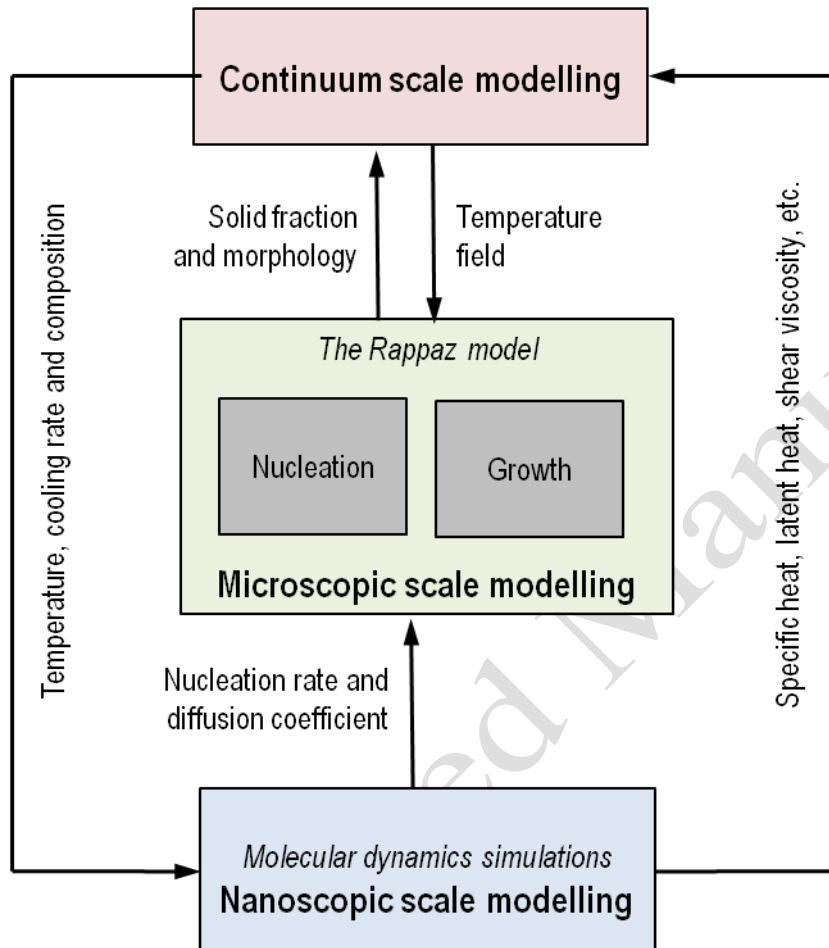 Continuum scale modelling
Solid fraction
and morphology
Temperature
field
Temperature, cooling rate and composition
Specific heat, latent heat, shear viscosity, etc.
The Rappaz model
Nucleation
Growth
Microscopic scale modelling
Nucleation rate and
diffusion coefficient
Molecular dynamics simulations
Nanoscopic scale modelling
ed Manu